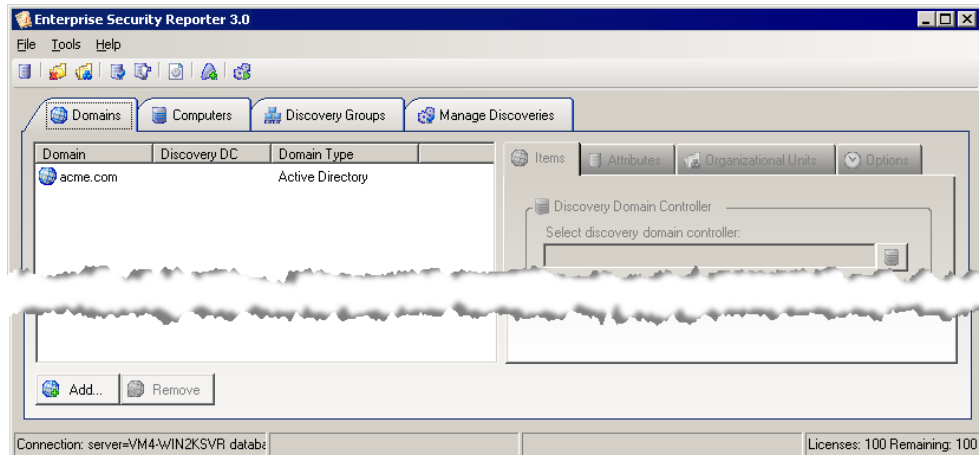 Enterprise Security Reporter 3.0
File Tools Help
Domains Computers Discovery Groups Manage Discoveries
Domain Discovery DC Domain Type
acme.com Active Directory
Items Attributes Organizational Units Options
Discovery Domain Controller
Select discovery domain controller:
Add... Remove
Connection: server=VM4-WIN2KSVR databa
Licenses: 100 Remaining: 100